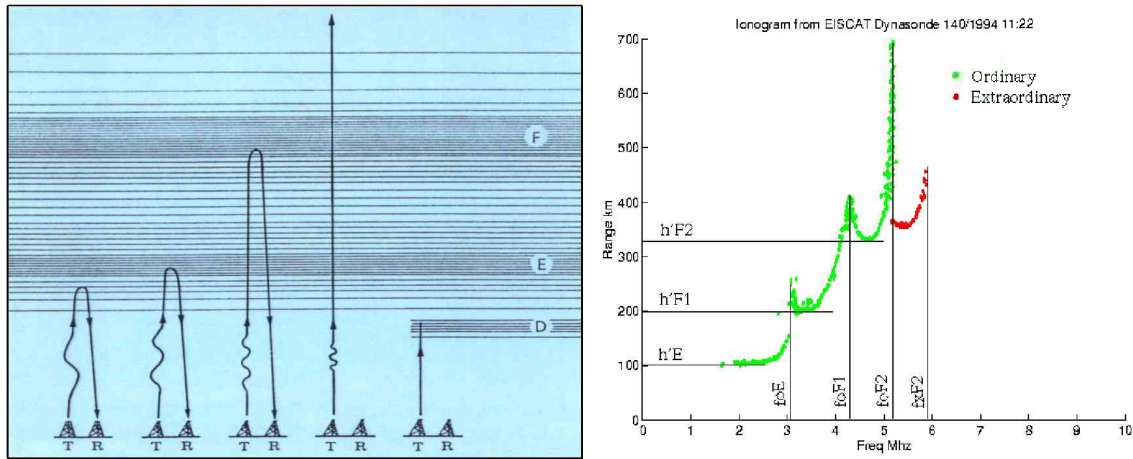 F
E
D
T R T R T R T R T R
Ionogram from EISCAT Dynasonde 140/1994 11:22
700
600
500
400
300
200
100
0
Range km
Ordinary
Extraordinary
h'F2
h'F1
h'E
foE
foF1
foF2
fxF2
0 1 2 3 4 5 6 7 8 9 10
Freq Mhz